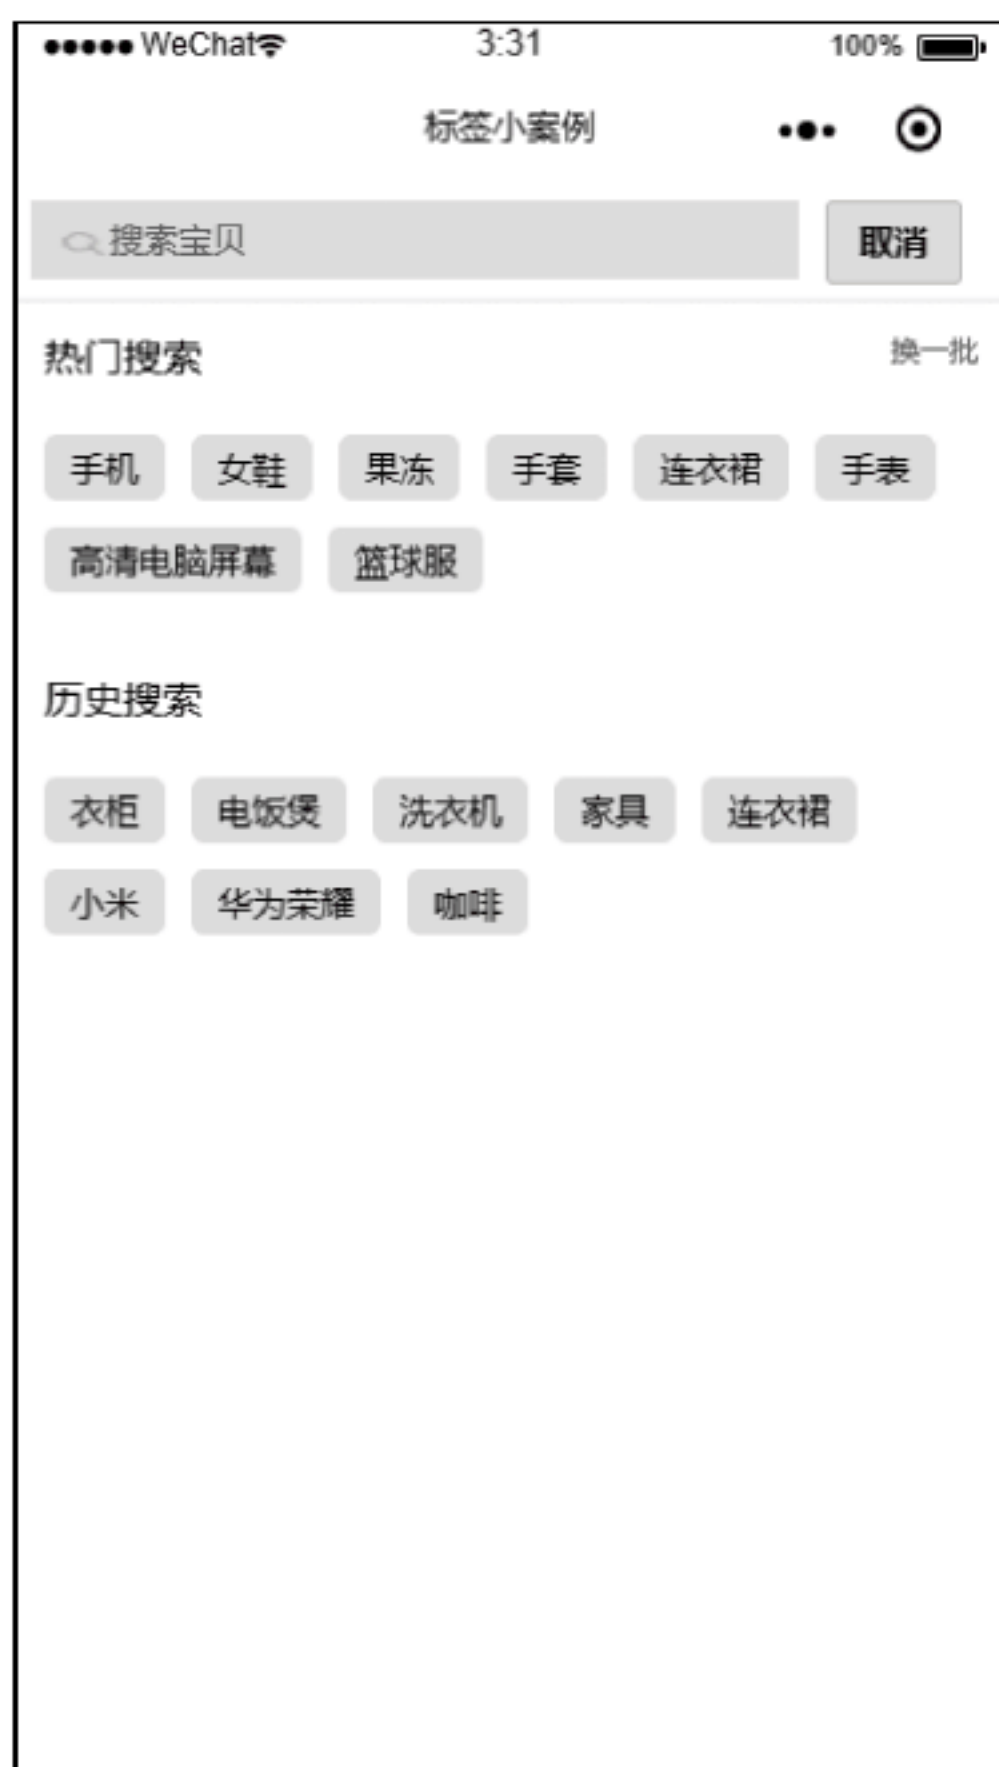 WeChat 3:31 100%
标签小案例
搜索宝贝 取消
热门搜索 换一批
手机 女鞋 果冻 手套 连衣裙 手表
高清电脑屏幕 篮球服
历史搜索
衣柜 电饭煲 洗衣机 家具 连衣裙
小米 华为荣耀 咖啡